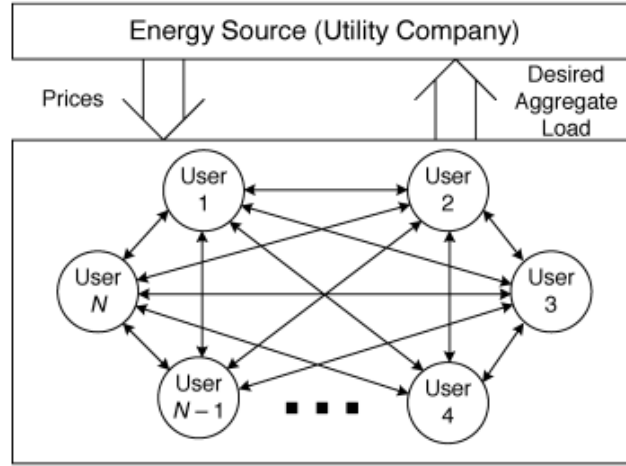 Energy Source (Utility Company)
Prices
Desired
Aggregate
Load
User
1
User
2
User
N
User
3
User
N – 1
User
4